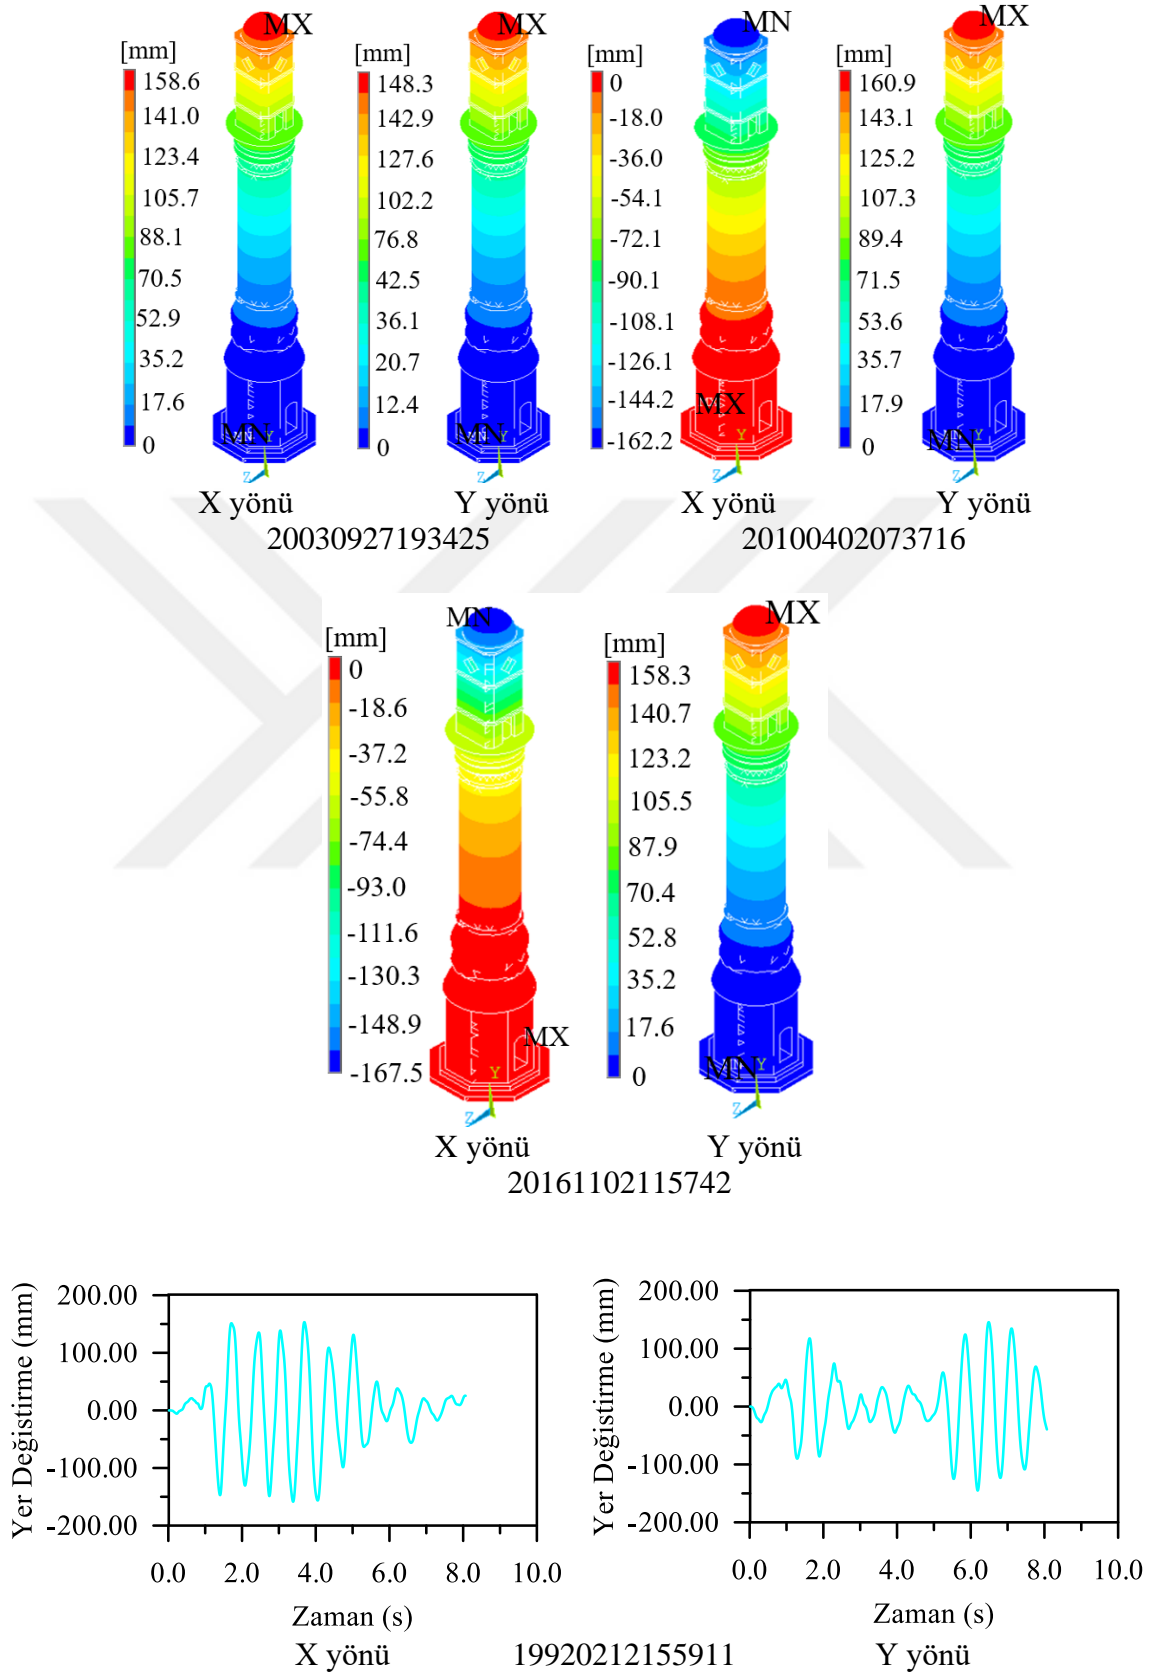 MX
MX
MN
MX
[mm]
158.6
141.0
123.4
105.7
88.1
70.5
52.9
35.2
17.6
0
MN
Y
Z
X yönü
[mm]
148.3
142.9
127.6
102.2
76.8
42.5
36.1
20.7
12.4
0
MN
Y
Z
Y yönü
20030927193425
[mm]
0
-18.0
-36.0
-54.1
-72.1
-90.1
-108.1
-126.1
-144.2
-162.2
MX
Y
Z
X yönü
[mm]
160.9
143.1
125.2
107.3
89.4
71.5
53.6
35.7
17.9
0
MN
Y
Z
Y yönü
20100402073716
MN
[mm]
0
-18.6
-37.2
-55.8
-74.4
-93.0
-111.6
-130.3
-148.9
-167.5
MX
Y
Z
X yönü
MX
[mm]
158.3
140.7
123.2
105.5
87.9
70.4
52.8
35.2
17.6
0
MN
Y
Z
Y yönü
20161102115742
Yer Değistirme (mm)
200.00
100.00
0.00
-100.00
-200.00
0.0 2.0 4.0 6.0 8.0 10.0
Zaman (s)
X yönü
Yer Değistirme (mm)
200.00
100.00
0.00
-100.00
-200.00
0.0 2.0 4.0 6.0 8.0 10.0
Zaman (s)
19920212155911
Y yönü